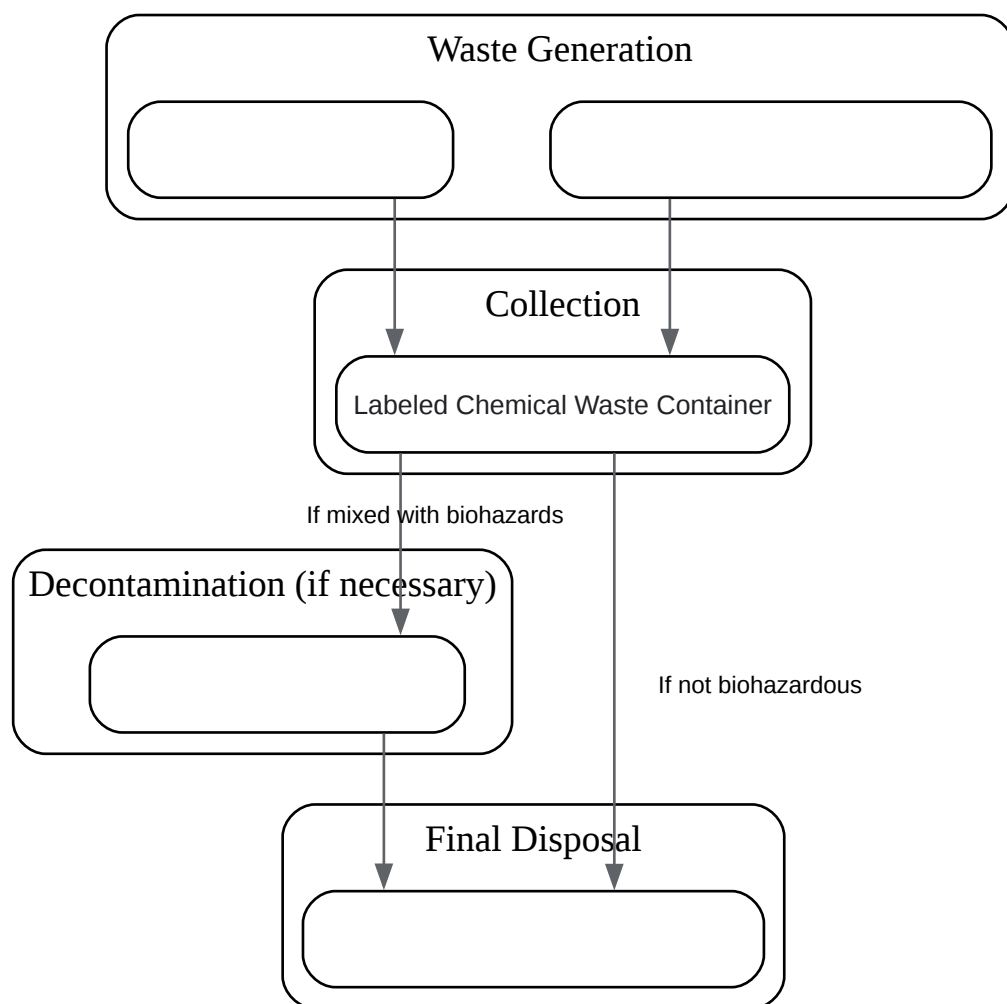 Waste Generation
Collection
Labeled Chemical Waste Container
If mixed with biohazards
Decontamination (if necessary)
If not biohazardous
Final Disposal